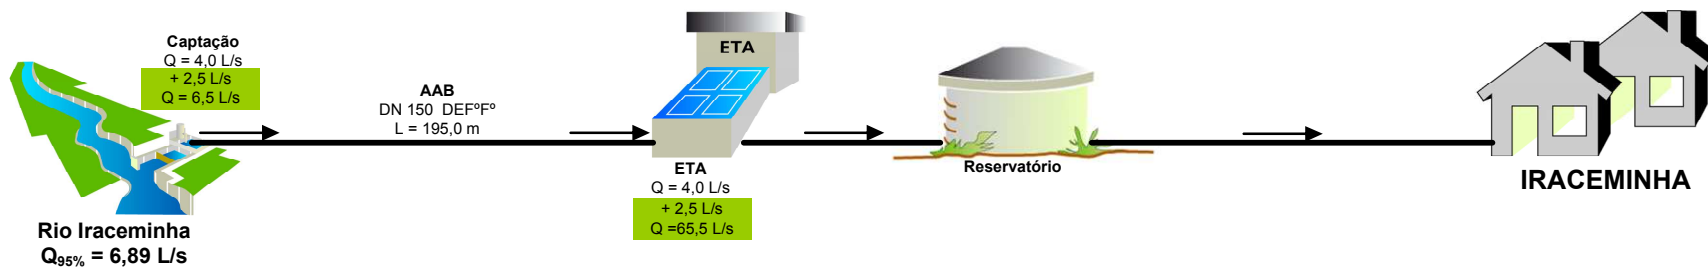 Captação
Q = 4,0 L/s
+ 2,5 L/s
Q = 6,5 L/s
AAB
DN 150 DEFºFº
L = 195,0 m
ETA
ETA
Q = 4,0 L/s
+ 2,5 L/s
Q =65,5 L/s
Reservatório
IRACEMINHA
Rio Iraceminha
Q95% = 6,89 L/s